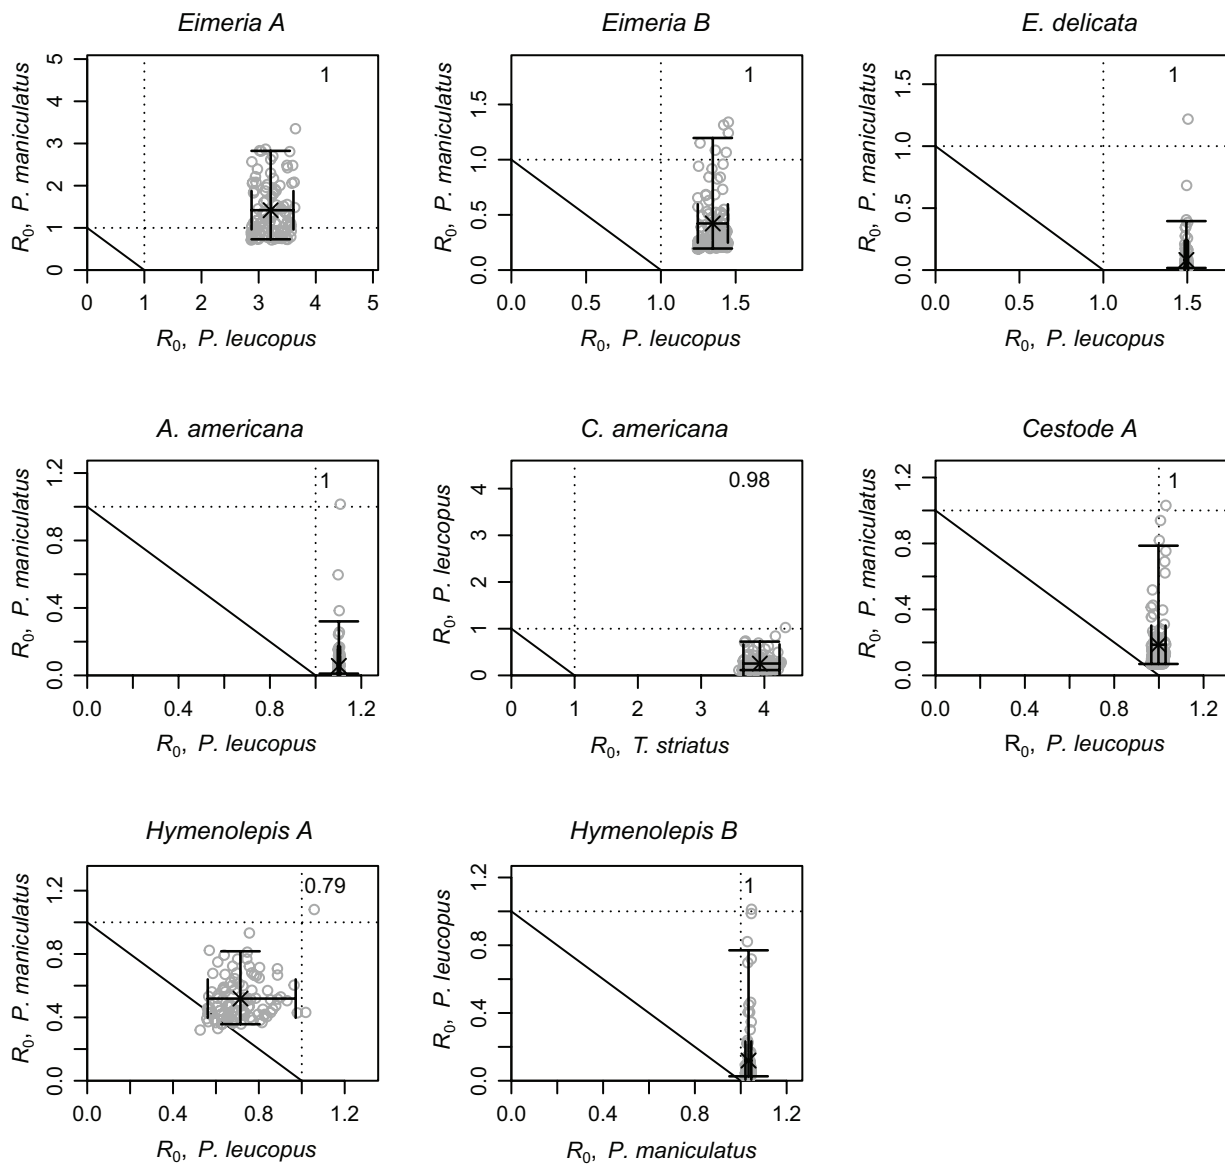 Eimeria A
R0, P. maniculatus
0 1 2 3 4 5
1
0 1 2 3 4 5
R0, P. leucopus
Eimeria B
R0, P. maniculatus
0.0 0.5 1.0 1.5
1
0.0 1.0 1.5
R0, P. leucopus
E. delicata
R0, P. maniculatus
0.0 0.5 1.0 1.5
1
0.0 0.5 1.0 1.5
R0, P. leucopus
A. americana
R0, P. maniculatus
0.0 0.4 0.8 1.2
1
0.0 0.4 0.8 1.2
R0, P. leucopus
C. americana
R0, P. leucopus
0 1 2 3 4
0.98
0 1 2 3 4
R0, T. striatus
Cestode A
R0, P. maniculatus
0.0 0.4 0.8 1.2
1
0.0 0.4 0.8 1.2
R0, P. leucopus
Hymenolepis A
R0, P. maniculatus
0.0 0.4 0.8 1.2
0.79
0.0 0.4 0.8 1.2
R0, P. leucopus
Hymenolepis B
R0, P. leucopus
0.0 0.4 0.8 1.2
1
0.0 0.4 0.8 1.2
R0, P. maniculatus